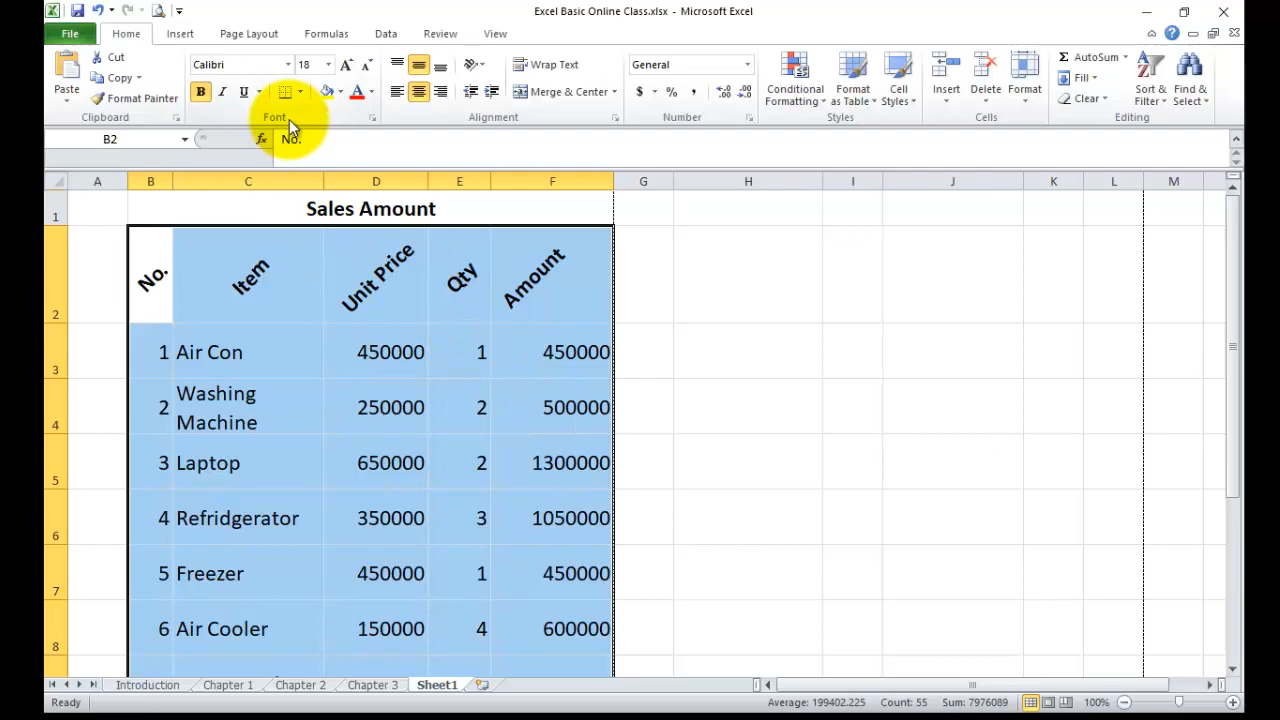 Excel Basic Online Class.xlsx - Microsoft Excel
File Home Insert Page Layout Formulas Data Review View
Cut
Copy
Format Painter
Paste
Clipboard
Calibri 18
B I U
Font
Wrap Text
Merge & Center
Alignment
General
$ % ,
Number
Conditional Formatting
Format as Table
Cell Styles
Styles
Insert Delete Format
Cells
AutoSum
Fill
Clear
Sort & Filter
Find & Select
Editing
B2 fx No.
A B C D E F G H I J K L M
1 Sales Amount
2 No. Item Unit Price Qty Amount
3 1 Air Con 450000 1 450000
4 2 Washing Machine 250000 2 500000
5 3 Laptop 650000 2 1300000
6 4 Refridgerator 350000 3 1050000
7 5 Freezer 450000 1 450000
8 6 Air Cooler 150000 4 600000
Introduction Chapter 1 Chapter 2 Chapter 3 Sheet1
Ready Average: 199402.225 Count: 55 Sum: 7976089 100%